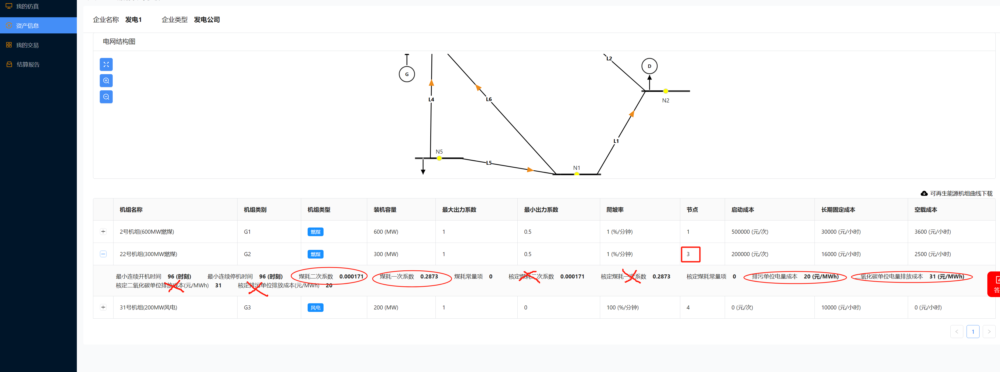 我的仿真
资产信息
我的交易
结算报告
企业名称 发电1 企业类型 发电公司
电网结构图
G
L4
L6
L2
D
N2
L1
N5
L5
N1
可再生能源机组曲线下载
机组名称 机组类别 机组类型 装机容量 最大出力系数 最小出力系数 爬坡率 节点 启动成本 长期固定成本 空载成本
2号机组(600MW燃煤) G1 燃煤 600 (MW) 1 0.5 1 (%/分钟) 1 500000 (元/次) 30000 (元/小时) 3600 (元/小时)
22号机组(300MW燃煤) G2 燃煤 300 (MW) 1 0.5 1 (%/分钟) 3 200000 (元/次) 16000 (元/小时) 2500 (元/小时)
最小连续开机时间 96 (时刻) 最小连续停机时间 96 (时刻) 煤耗二次系数 0.000171 煤耗一次系数 0.2873 煤耗常量项 0 核定煤耗二次系数 0.000171 核定煤耗一次系数 0.2873 核定煤耗常量项 0 排污单位电量成本 20 (元/MWh) 二氧化碳单位电量排放成本 31 (元/MWh)
核定二氧化碳单位排放成本(元/MWh) 31 核定排污单位排放成本(元/MWh) 20
31号机组(200MW风电) G3 风电 200 (MW) 1 0 100 (%/分钟) 4 0 (元/次) 10000 (元/小时) 0 (元/小时)
答
< 1 >